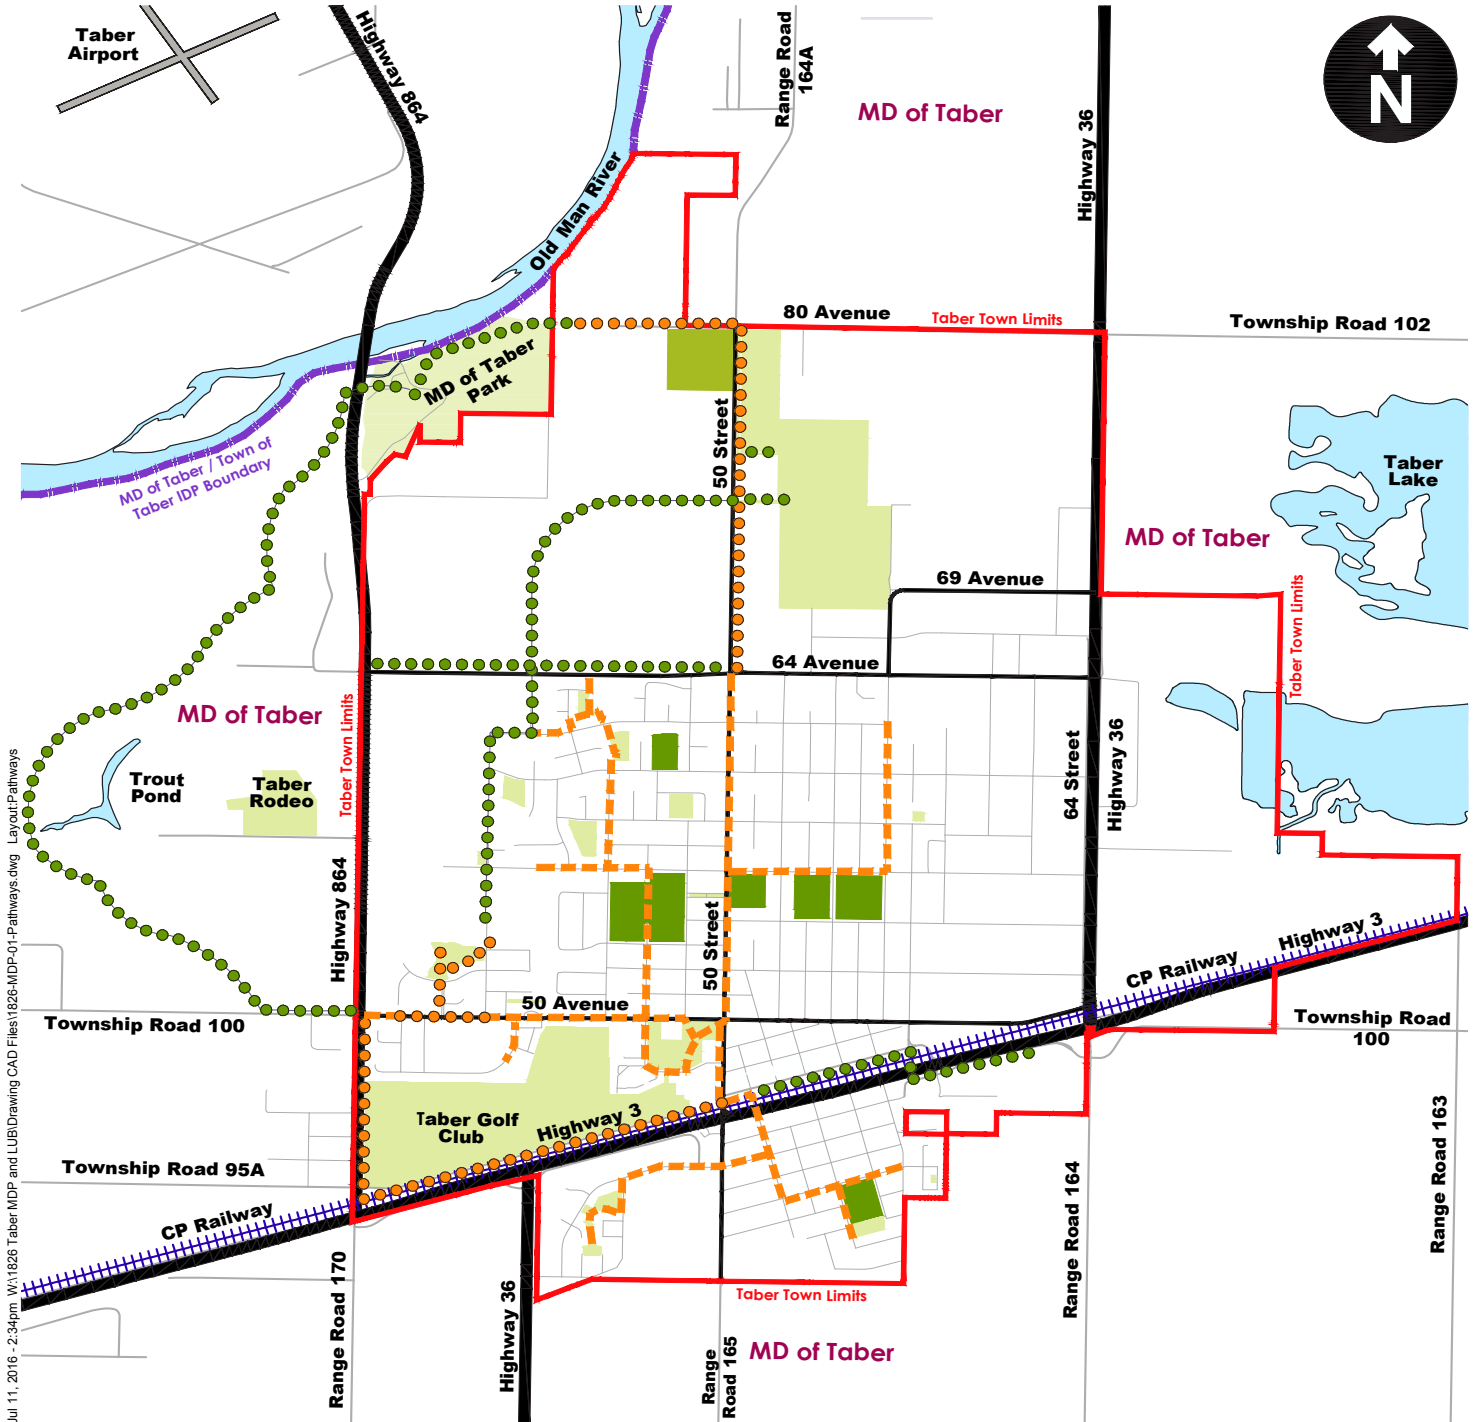 Taber
Airport
Highway 864
Range Road
164A
MD of Taber
Highway 36
N
Old Man River
80 Avenue
Taber Town Limits
Township Road 102
MD of Taber
Park
50 Street
MD of Taber / Town of
Taber IDP Boundary
Taber
Lake
MD of Taber
69 Avenue
Taber Town Limits
64 Avenue
MD of Taber
Taber Town Limits
Trout
Pond
Taber
Rodeo
64 Street
Highway 36
Highway 864
50 Street
Highway 3
CP Railway
50 Avenue
Township Road 100
Township Road
100
Taber Golf
Club
Highway 3
Township Road 95A
CP Railway
Range Road 163
Range Road 164
Range Road 170
Highway 36
Taber Town Limits
Range
Road 165
MD of Taber
Jul 11, 2016 - 2:34pm W:\1826 Taber MDP and LUB\Drawing CAD Files\1826-MDP-01-Pathways.dwg Layout:Pathways